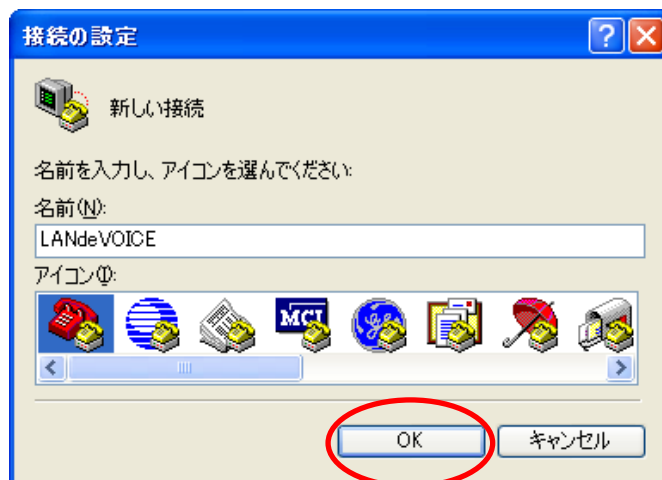 接続の設定
新しい接続
名前を入力し、アイコンを選んでください:
名前(N):
LANdeVOICE
アイコン(I):
MCI
OK
キャンセル